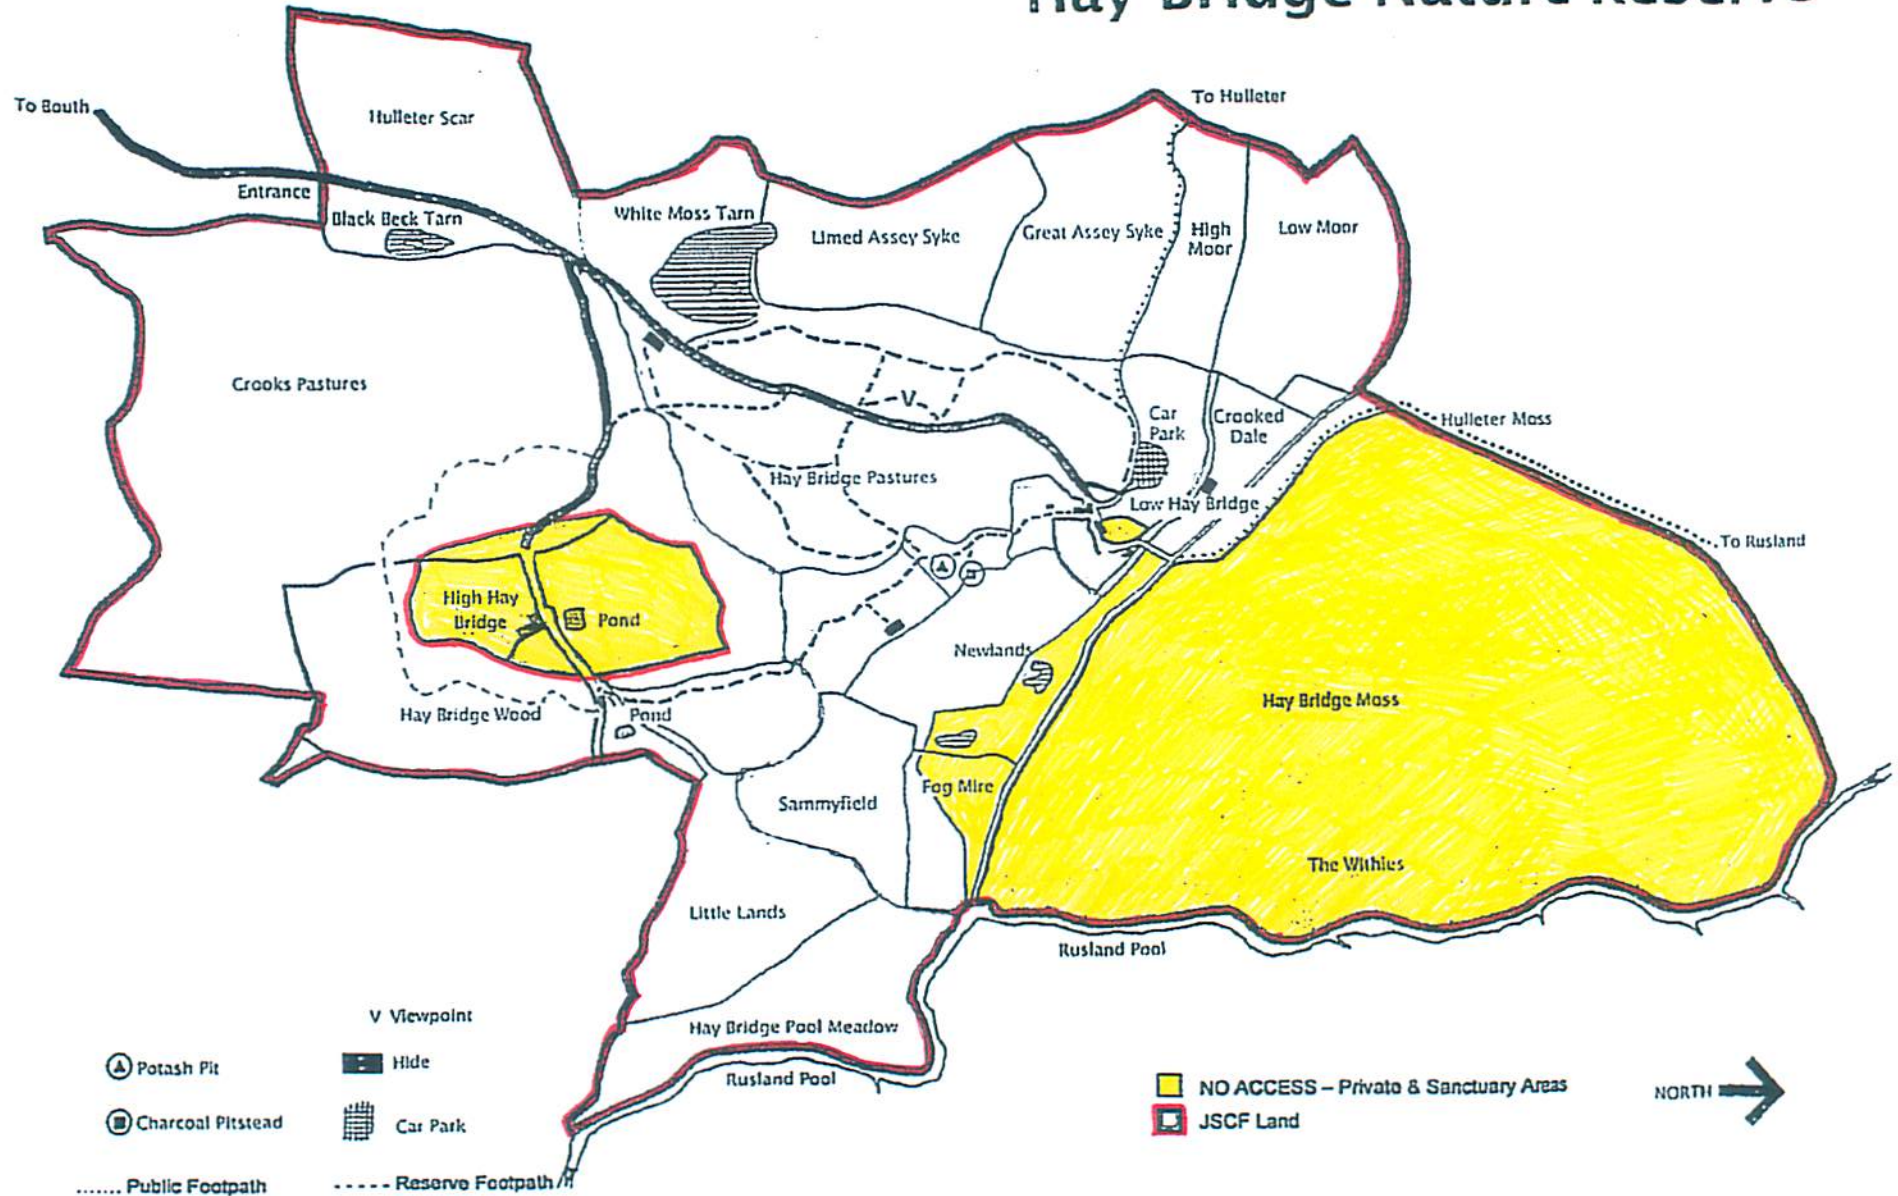 Hay Bridge Nature Reserve
To Bouth
Hulleter Scar
To Hulleter
Entrance
Black Beck Tarn
White Moss Tarn
Limed Assey Syke
Great Assey Syke
High
Moor
Low Moor
Crooks Pastures
V
Car
Park
Crooked
Dale
Hulleter Moss
Hay Bridge Pastures
Low Hay Bridge
To Rusland
High Hay
Bridge
Pond
Newlands
Hay Bridge Moss
Hay Bridge Wood
Pond
Sammyfield
Fog Mire
The Withies
Little Lands
Rusland Pool
Hay Bridge Pool Meadow
Rusland Pool
V Viewpoint
Potash Pit
Hide
Charcoal Pitstead
Car Park
Public Footpath
Reserve Footpath
NO ACCESS – Private & Sanctuary Areas
JSCF Land
NORTH